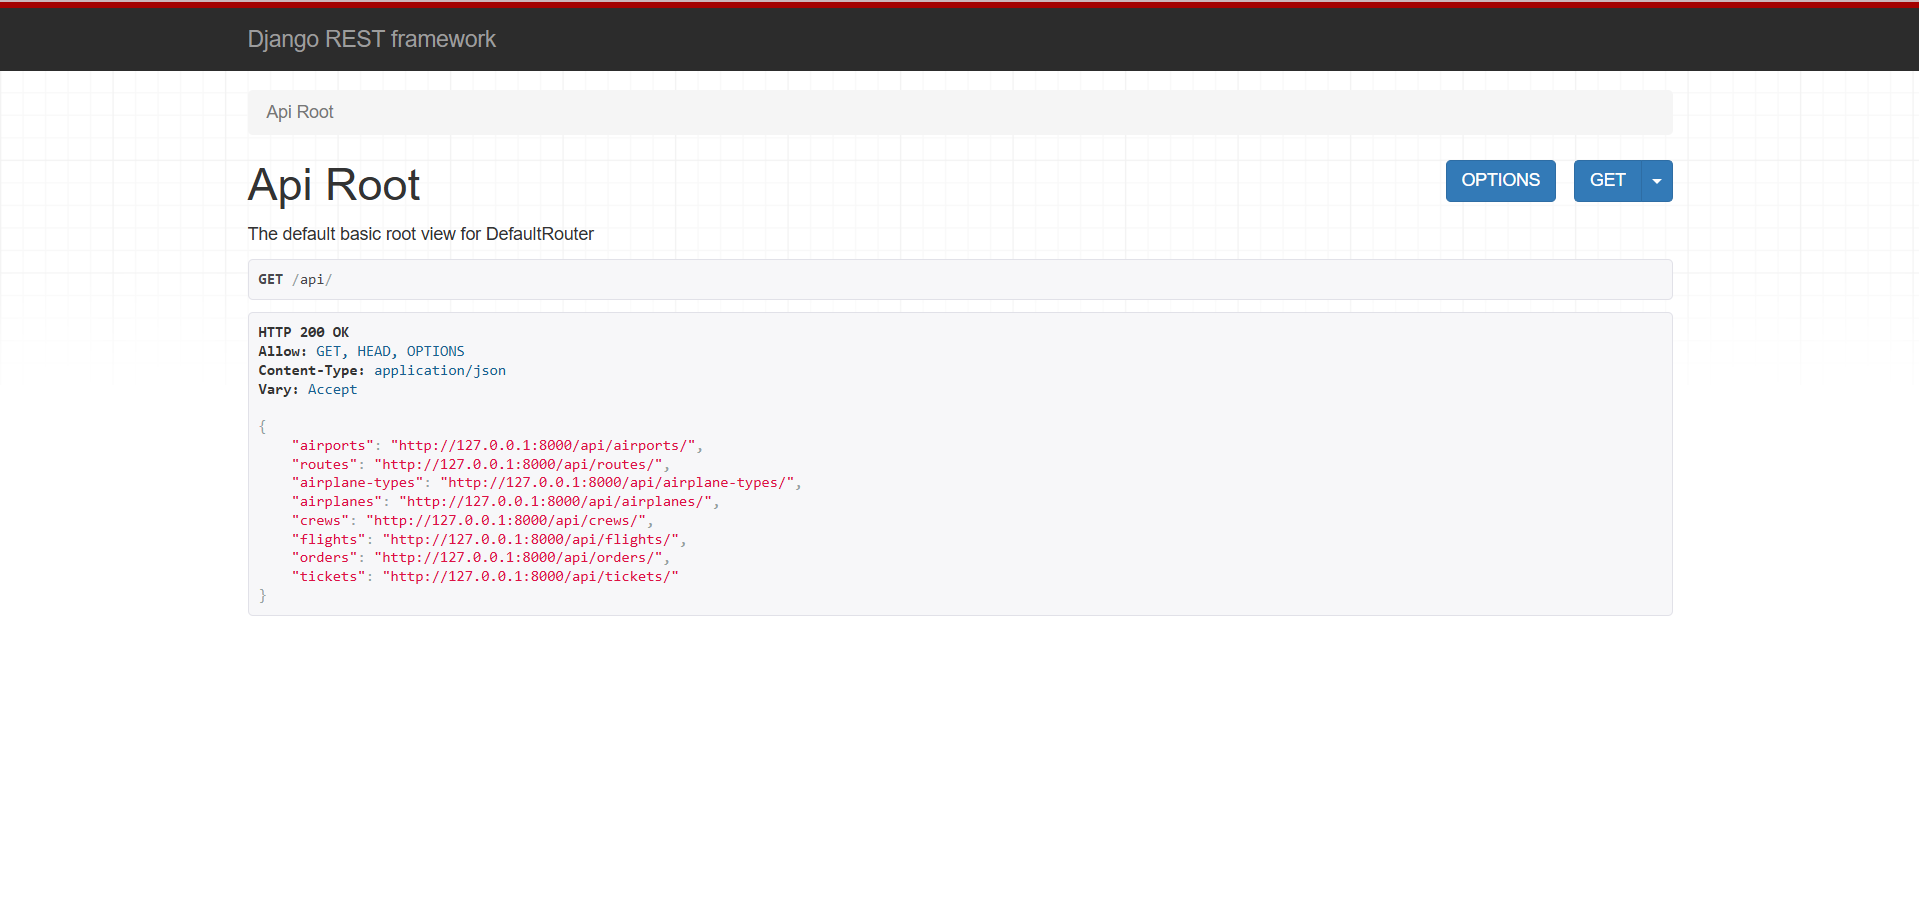 Django REST framework
Api Root
Api Root
OPTIONS
GET
The default basic root view for DefaultRouter
GET /api/
HTTP 200 OK
Allow: GET, HEAD, OPTIONS
Content-Type: application/json
Vary: Accept
{
    "airports": "http://127.0.0.1:8000/api/airports/",
    "routes": "http://127.0.0.1:8000/api/routes/",
    "airplane-types": "http://127.0.0.1:8000/api/airplane-types/",
    "airplanes": "http://127.0.0.1:8000/api/airplanes/",
    "crews": "http://127.0.0.1:8000/api/crews/",
    "flights": "http://127.0.0.1:8000/api/flights/",
    "orders": "http://127.0.0.1:8000/api/orders/",
    "tickets": "http://127.0.0.1:8000/api/tickets/"
}